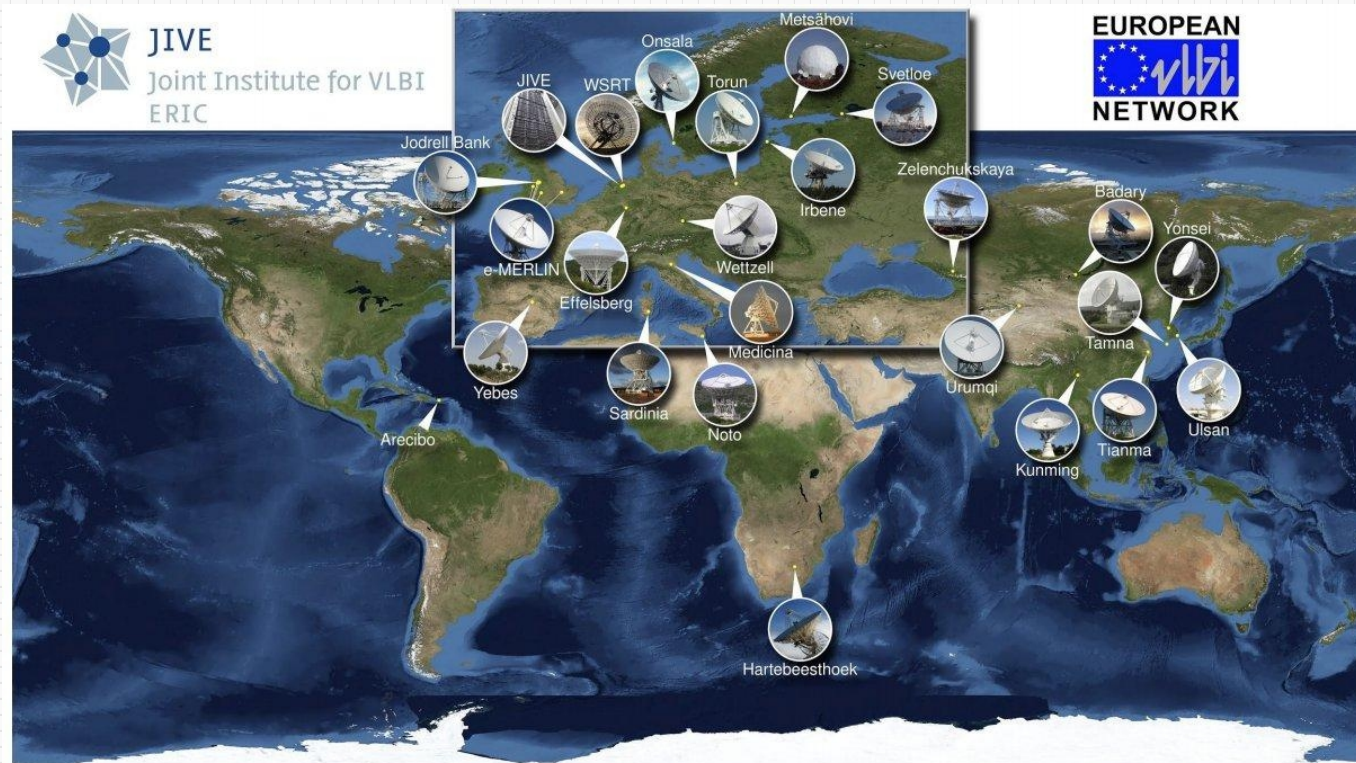 JIVE
Joint Institute for VLBI
ERIC
EUROPEAN
vlbi
NETWORK
Metsähovi
Onsala
JIVE
WSRT
Torun
Svetloe
Jodrell Bank
Zelenchukskaya
Irbene
Badary
Yonsei
e-MERLIN
Wettzell
Effelsberg
Tamna
Medicina
Yebes
Urumqi
Sardinia
Noto
Arecibo
Ulsan
Tianma
Kunming
Hartebeesthoek